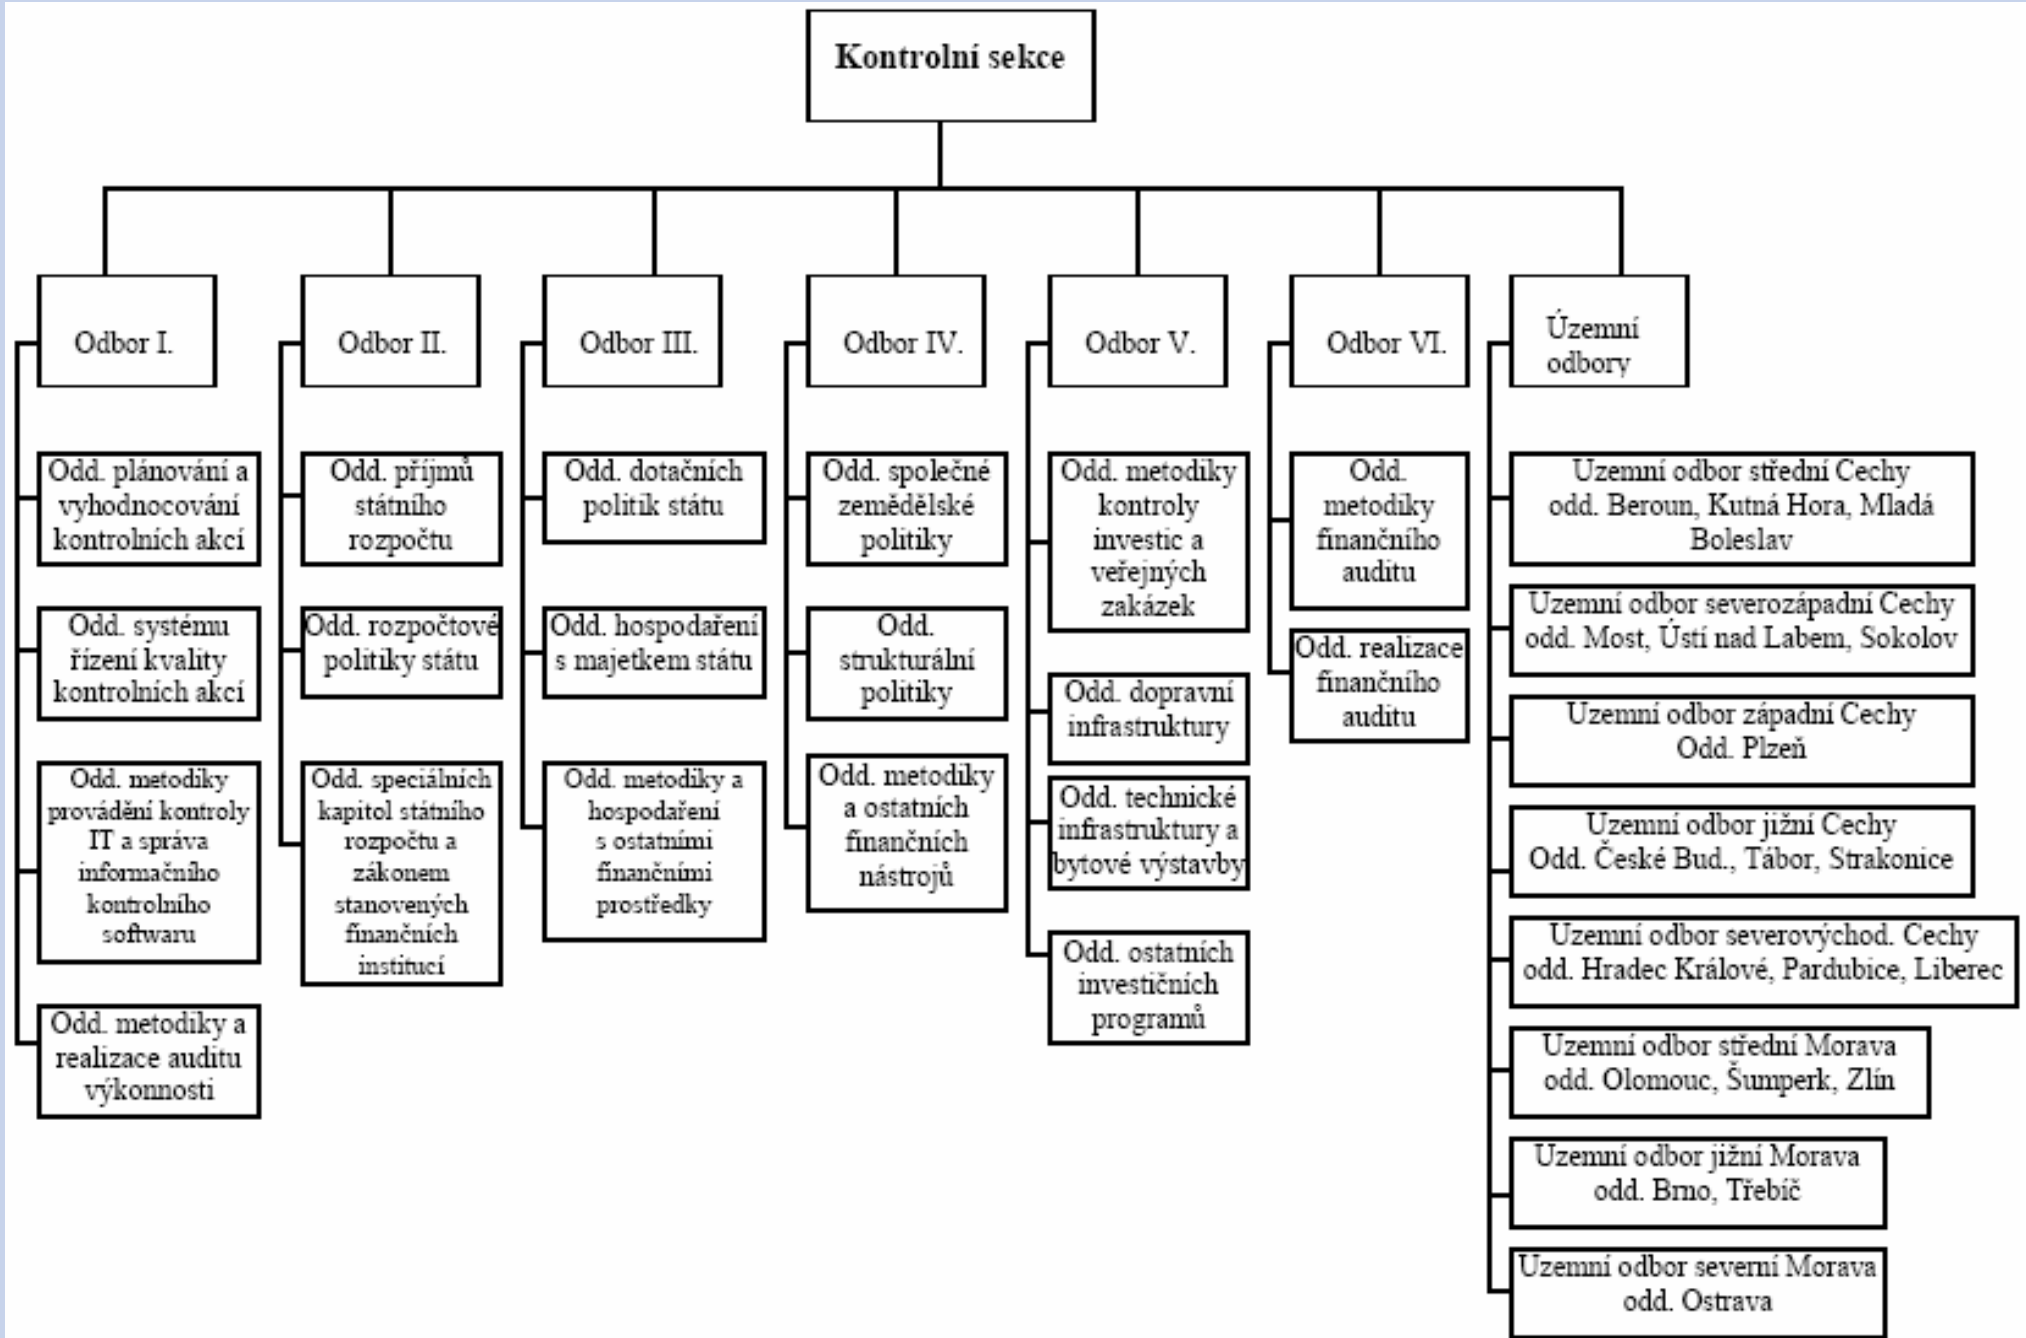 Kontrolní sekce
Odbor I.
Odbor II.
Odbor III.
Odbor IV.
Odbor V.
Odbor VI.
Územní
odbory
Odd. plánování a
vyhodnocování
kontrolních akcí
Odd. systému
řízení kvality
kontrolních akcí
Odd. metodiky
provádění kontroly
IT a správa
informačního
kontrolního
softwaru
Odd. metodiky a
realizace auditu
výkonnosti
Odd. příjmů
státního
rozpočtu
Odd. rozpočtové
politiky státu
Odd. speciálních
kapitol státního
rozpočtu a
zákonem
stanovených
finančních
institucí
Odd. dotačních
politik státu
Odd. hospodaření
s majetkem státu
Odd. metodiky a
hospodaření
s ostatními
finančními
prostředky
Odd. společné
zemědělské
politiky
Odd.
strukturální
politiky
Odd. metodiky
a ostatních
finančních
nástrojů
Odd. metodiky
kontroly
investic a
veřejných
zakázek
Odd. dopravní
infrastruktury
Odd. technické
infrastruktury a
bytové výstavby
Odd. ostatních
investičních
programů
Odd.
metodiky
finančního
auditu
Odd. realizace
finančního
auditu
Uzemní odbor střední Cechy
odd. Beroun, Kutná Hora, Mladá
Boleslav
Uzemní odbor severozápadní Cechy
odd. Most, Ústí nad Labem, Sokolov
Uzemní odbor západní Cechy
Odd. Plzeň
Uzemní odbor jižní Cechy
Odd. České Bud., Tábor, Strakonice
Uzemní odbor severovýchod. Cechy
odd. Hradec Králové, Pardubice, Liberec
Uzemní odbor střední Morava
odd. Olomouc, Šumperk, Zlín
Uzemní odbor jižní Morava
odd. Brno, Třebíč
Uzemní odbor severní Morava
odd. Ostrava